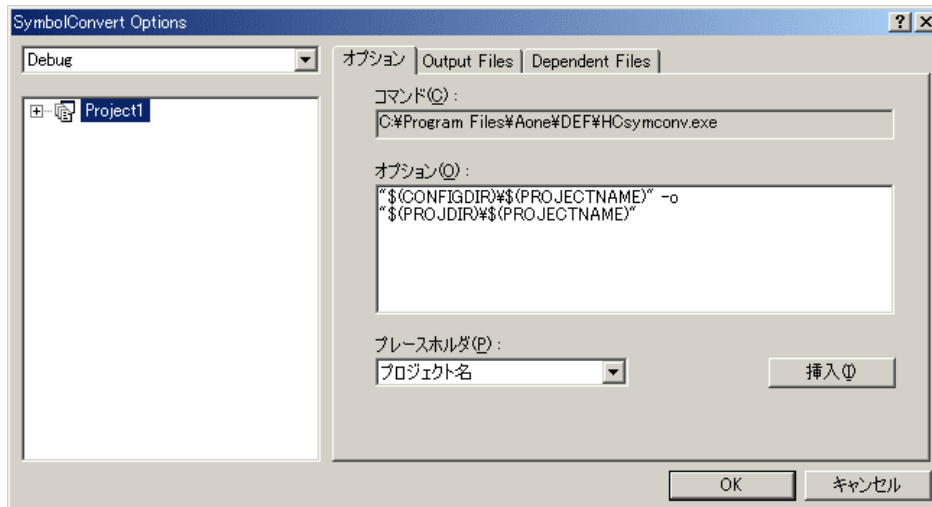 SymbolConvert Options
Debug
Project1
オプション Output Files Dependent Files
コマンド(C):
C:¥Program Files¥Aone¥DEF¥HCsymconv.exe
オプション(O):
"$(CONFIGDIR)¥$(PROJECTNAME)" -o
"$(PROJDIR)¥$(PROJECTNAME)"
プレースホルダ(P):
プロジェクト名
挿入(I)
OK キャンセル